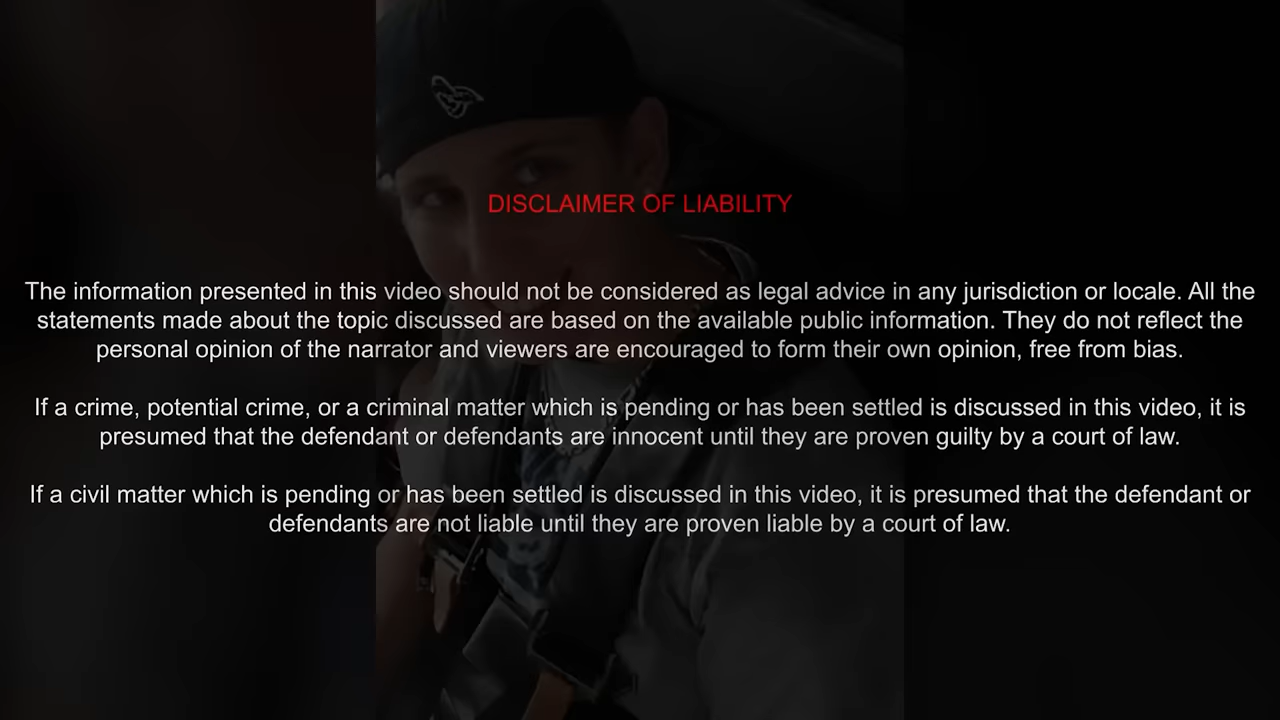 DISCLAIMER OF LIABILITY
The information presented in this video should not be considered as legal advice in any jurisdiction or locale. All the
statements made about the topic discussed are based on the available public information. They do not reflect the
personal opinion of the narrator and viewers are encouraged to form their own opinion, free from bias.
If a crime, potential crime, or a criminal matter which is pending or has been settled is discussed in this video, it is
presumed that the defendant or defendants are innocent until they are proven guilty by a court of law.
If a civil matter which is pending or has been settled is discussed in this video, it is presumed that the defendant or
defendants are not liable until they are proven liable by a court of law.